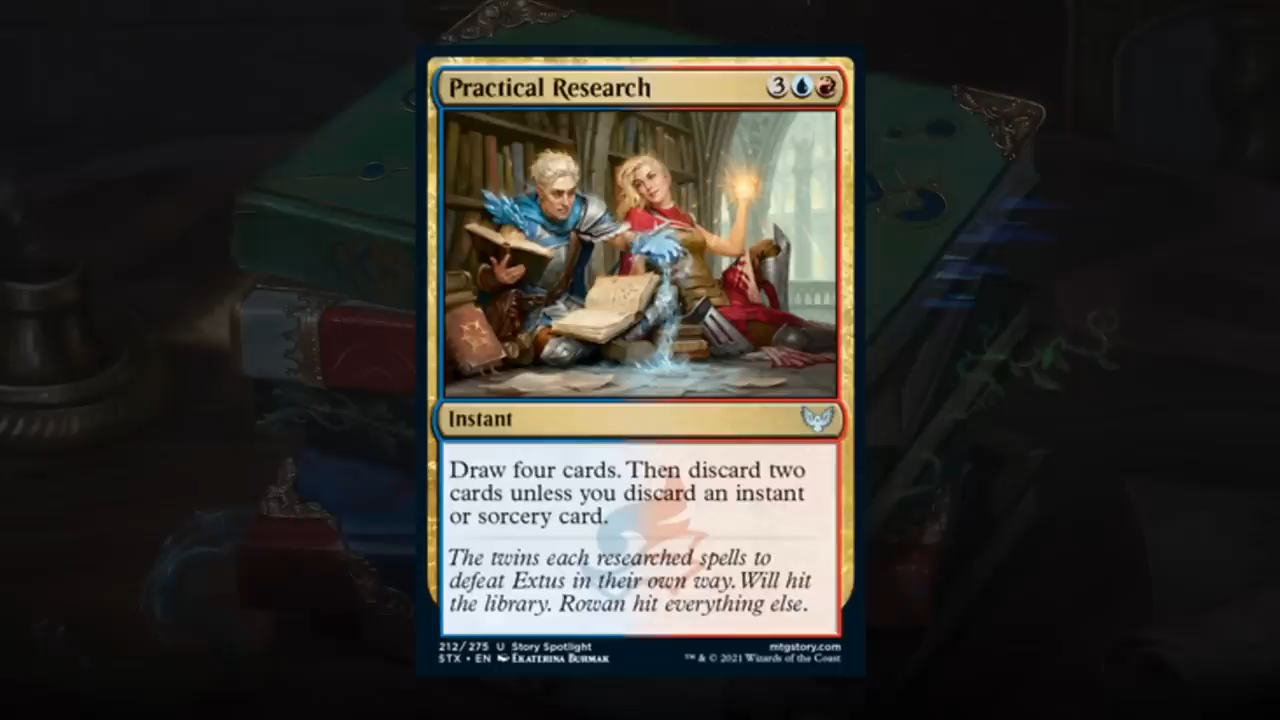 Practical Research 3
Instant
Draw four cards. Then discard two
cards unless you discard an instant
or sorcery card.
The twins each researched spells to
defeat Extus in their own way. Will hit
the library. Rowan hit everything else.
212/275 U Story Spotlight mtgstory.com
STX • EN Ekaterina Burmak ™ & © 2021 Wizards of the Coast